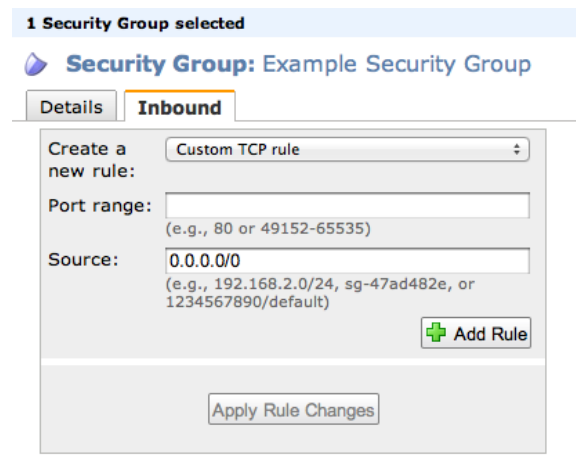 1 Security Group selected
Security Group: Example Security Group
Details Inbound
Create a Custom TCP rule
new rule:
Port range:
(e.g., 80 or 49152-65535)
Source: 0.0.0.0/0
(e.g., 192.168.2.0/24, sg-47ad482e, or
1234567890/default)
Add Rule
Apply Rule Changes